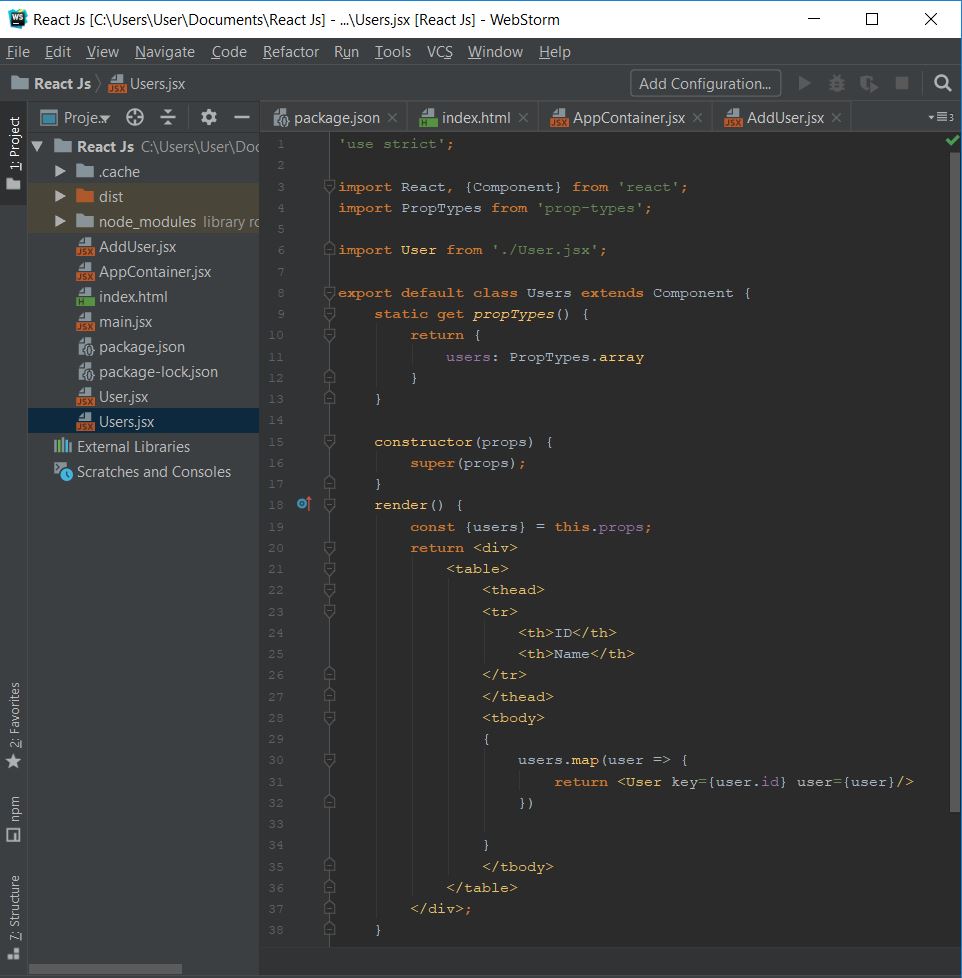 React Js [C:\Users\User\Documents\React Js] - ...\Users.jsx [React Js] - WebStorm
File Edit View Navigate Code Refactor Run Tools VCS Window Help
React Js Users.jsx Add Configuration...
1: Project
Proje
package.json index.html AppContainer.jsx AddUser.jsx 3
React Js C:\Users\User\Doc
.cache
dist
node_modules library ro
AddUser.jsx
AppContainer.jsx
index.html
main.jsx
package.json
package-lock.json
User.jsx
Users.jsx
External Libraries
Scratches and Consoles
2: Favorites
npm
7: Structure
1 'use strict';
2
3 import React, {Component} from 'react';
4 import PropTypes from 'prop-types';
5
6 import User from './User.jsx';
7
8 export default class Users extends Component {
9     static get propTypes() {
10         return {
11             users: PropTypes.array
12         }
13     }
14
15     constructor(props) {
16         super(props);
17     }
18     render() {
19         const {users} = this.props;
20         return <div>
21             <table>
22                 <thead>
23                 <tr>
24                     <th>ID</th>
25                     <th>Name</th>
26                 </tr>
27                 </thead>
28                 <tbody>
29                 {
30                     users.map(user => {
31                         return <User key={user.id} user={user}/>
32                     })
33
34                 }
35                 </tbody>
36             </table>
37         </div>;
38     }